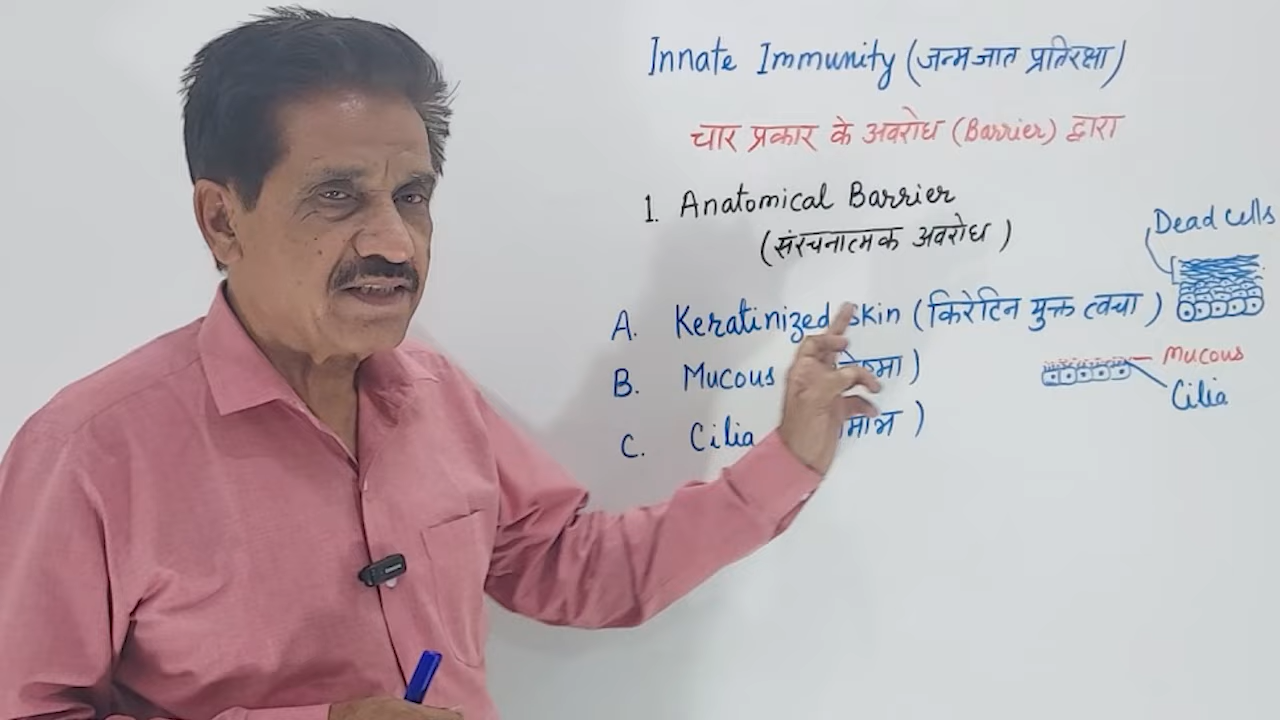 Innate Immunity (जन्मजात प्रतिरक्षा)
चार प्रकार के अवरोध (Barrier) द्वारा
1. Anatomical Barrier
(संरचनात्मक अवरोध)
Dead Cells
A. Keratinized skin (किरेटिन युक्त त्वचा)
B. Mucous
Mucous
Cilia
C. Cilia